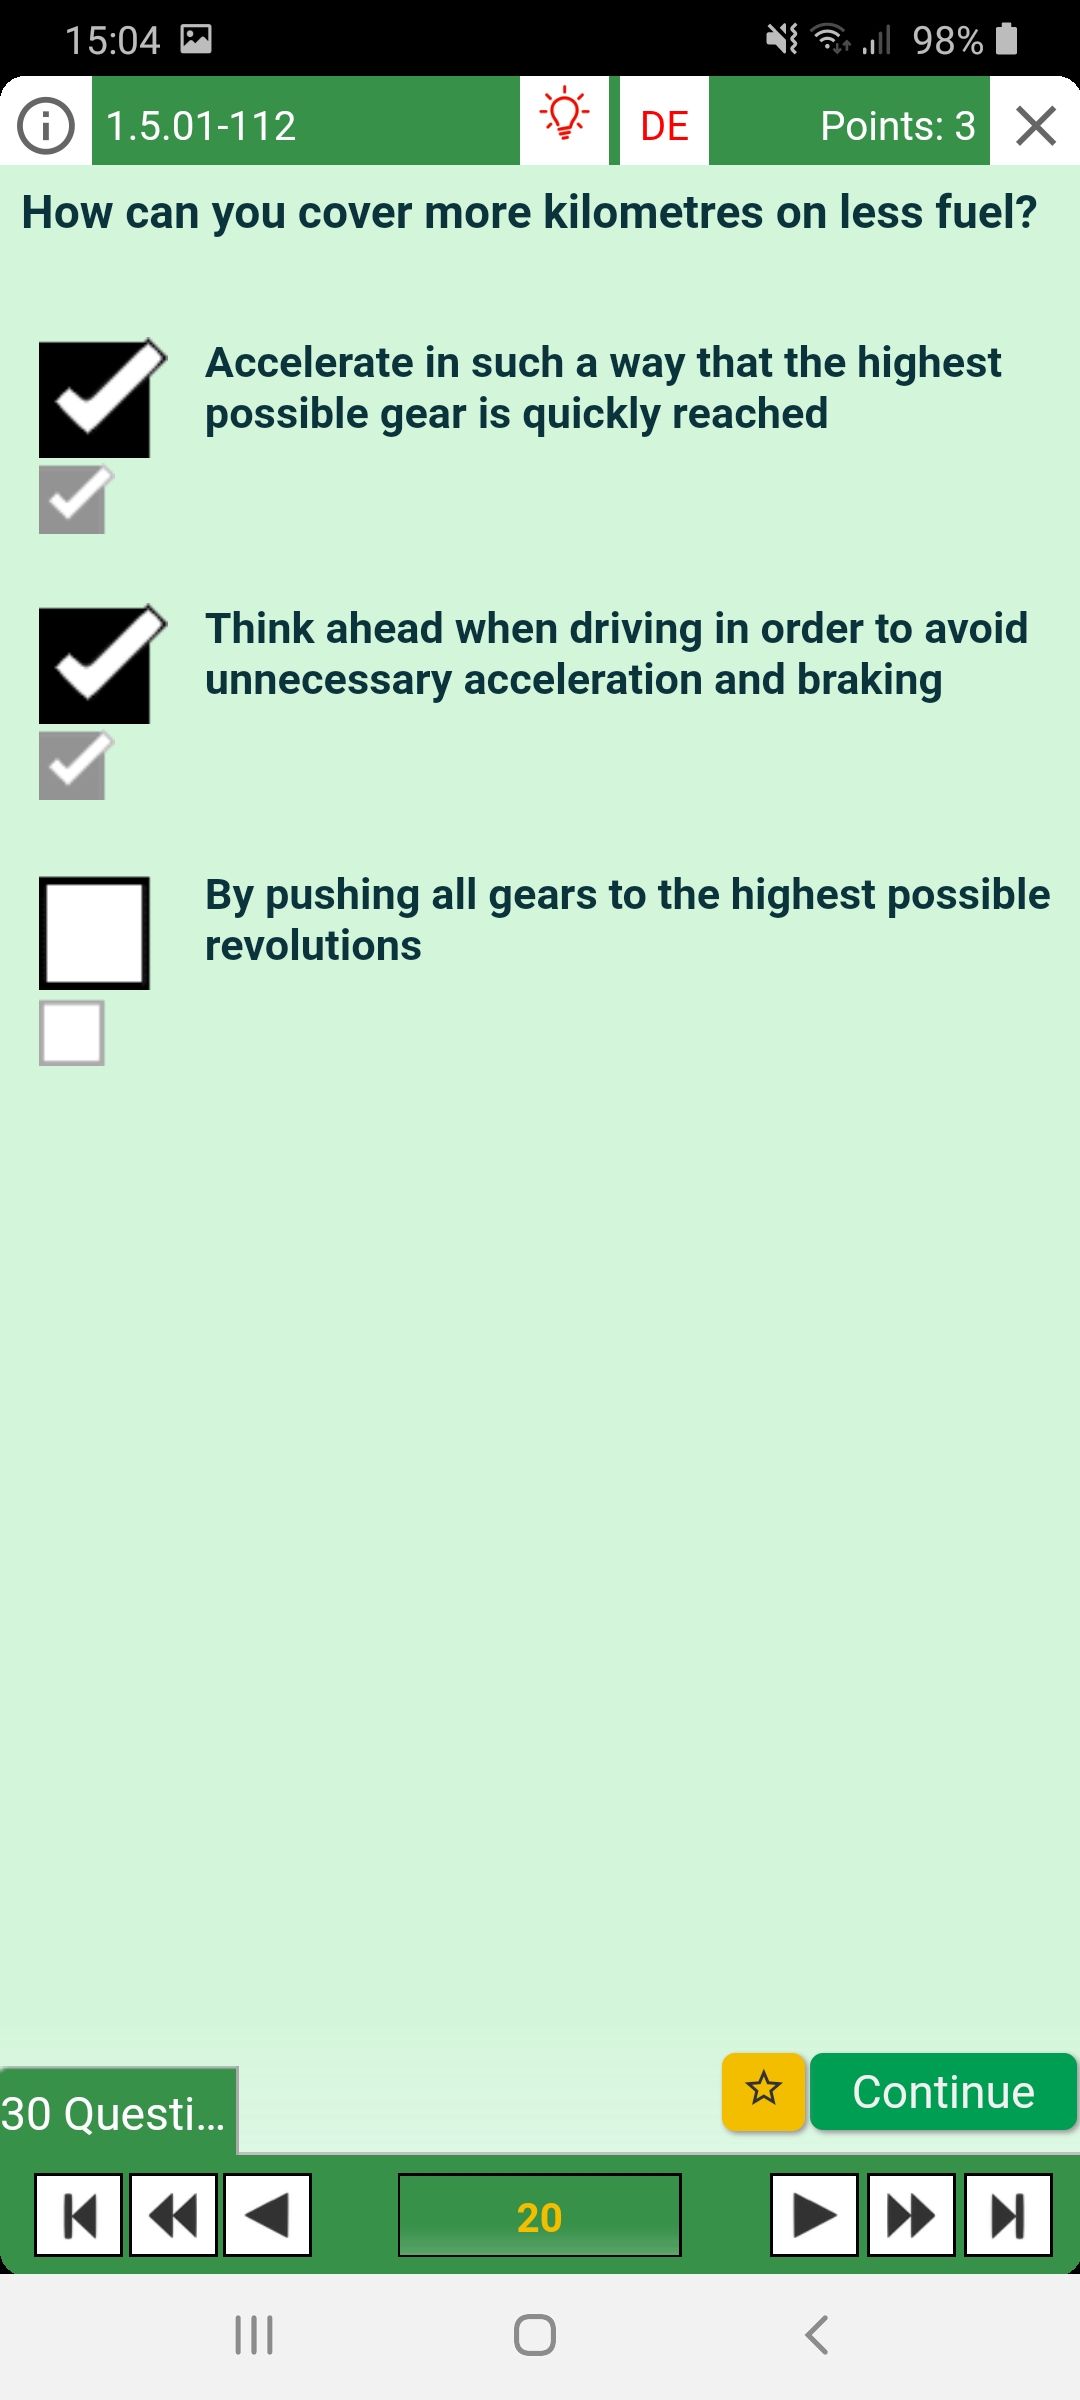 15:04 98%
1.5.01-112 DE Points: 3
How can you cover more kilometres on less fuel?
Accelerate in such a way that the highest
possible gear is quickly reached
Think ahead when driving in order to avoid
unnecessary acceleration and braking
By pushing all gears to the highest possible
revolutions
Continue
30 Questi...
20